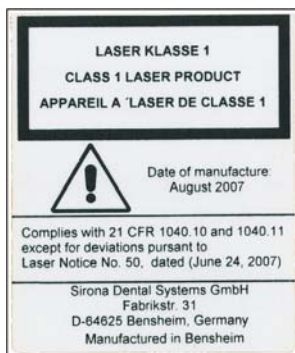 LASER KLASSE 1
CLASS 1 LASER PRODUCT
APPAREIL A ´LASER DE CLASSE 1
Date of manufacture:
August 2007
Complies with 21 CFR 1040.10 and 1040.11
except for deviations pursuant to
Laser Notice No. 50, dated (June 24, 2007)
Sirona Dental Systems GmbH
Fabrikstr. 31
D-64625 Bensheim, Germany
Manufactured in Bensheim